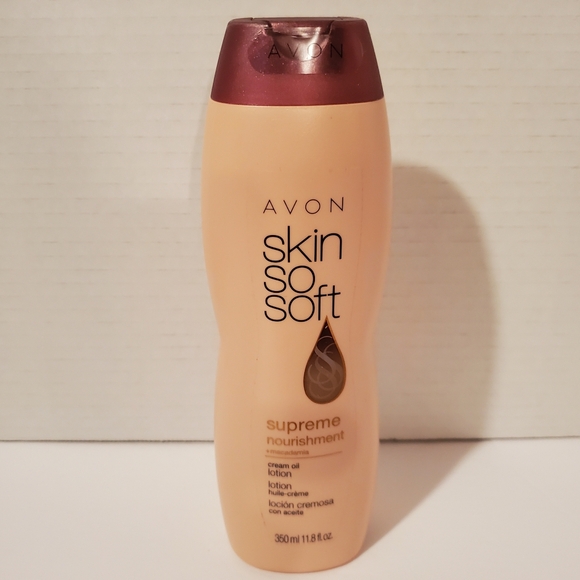 AVON
AVON
skin
so
soft
supreme
nourishment
+macadamia
cream oil
lotion
lotion
huile-crème
loción cremosa
con aceite
350 ml 11.8 fl. oz.